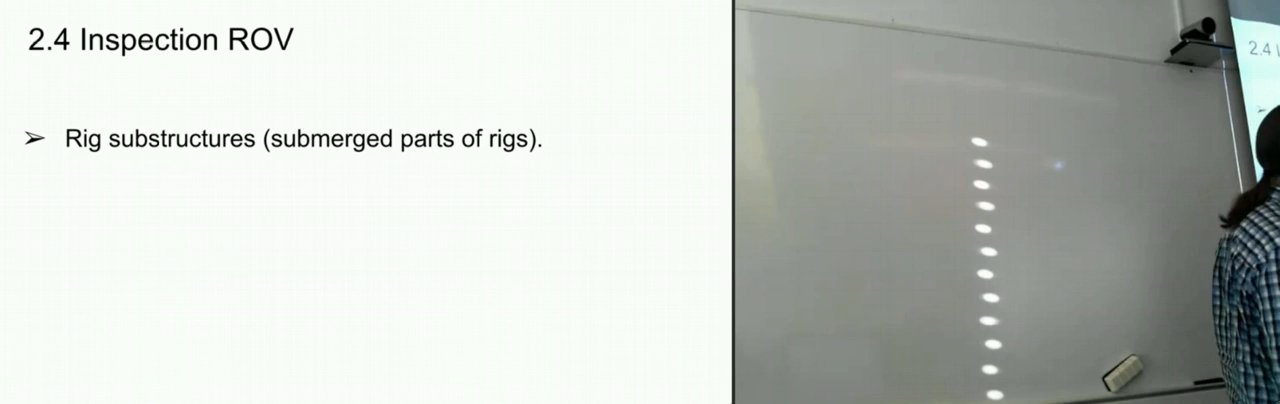 2.4 Inspection ROV
➢ Rig substructures (submerged parts of rigs).
2.4